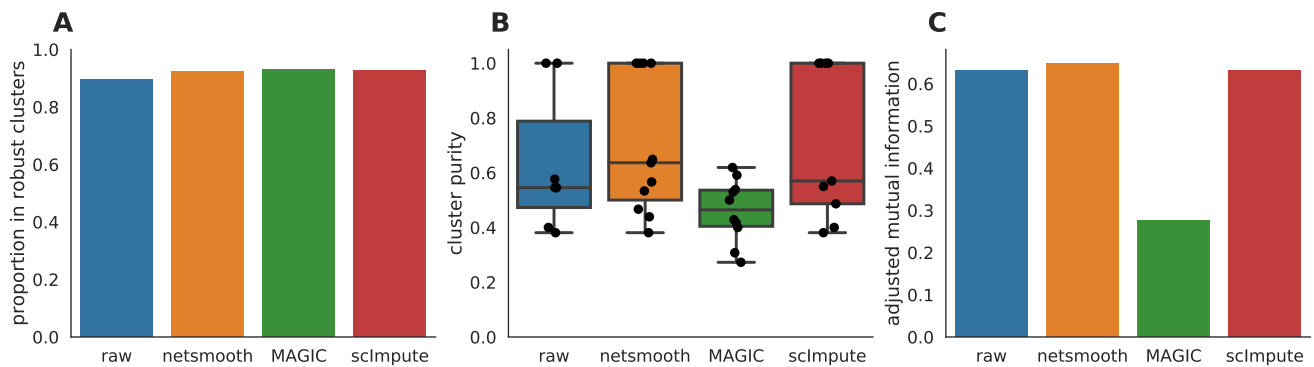 A
proportion in robust clusters
1.0
0.8
0.6
0.4
0.2
0.0
raw
netsmooth
MAGIC
scImpute
B
cluster purity
1.0
0.8
0.6
0.4
0.2
0.0
raw
netsmooth
MAGIC
scImpute
C
adjusted mutual information
0.6
0.5
0.4
0.3
0.2
0.1
0.0
raw
netsmooth
MAGIC
scImpute